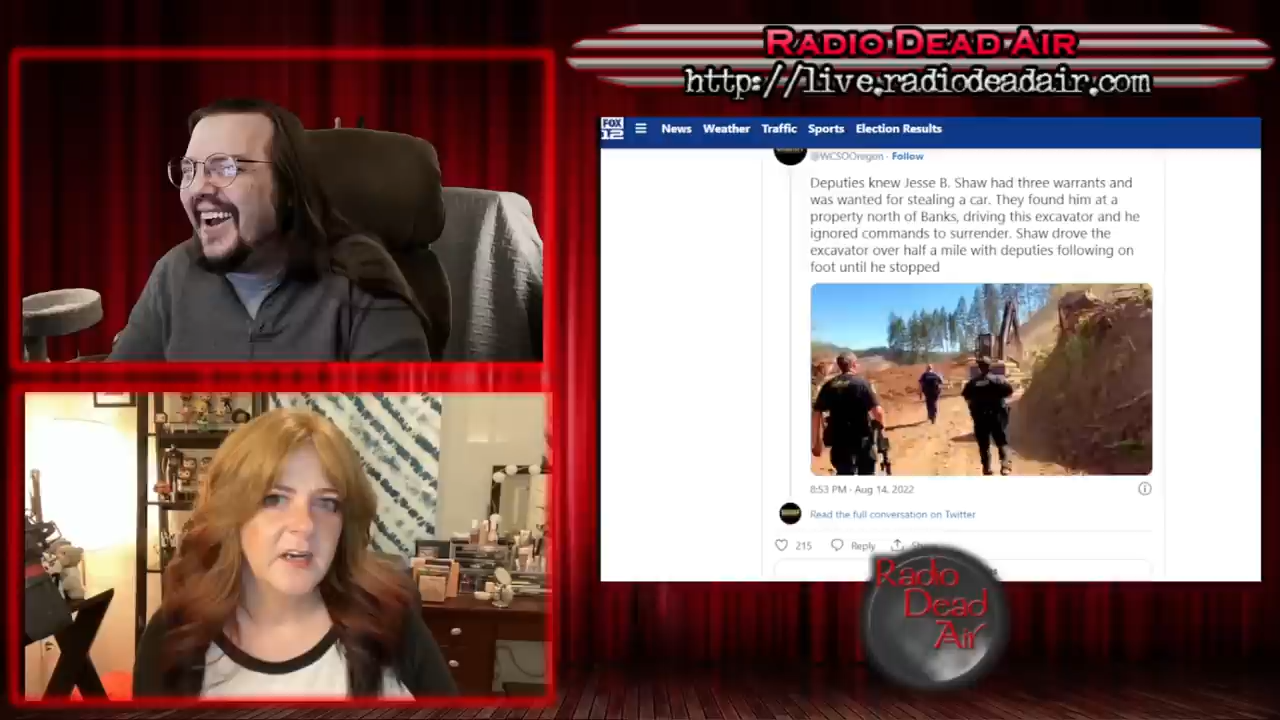 Radio Dead Air
http://live.radiodeadair.com
FOX
12
News Weather Traffic Sports Election Results
@WCSOOregon · Follow
Deputies knew Jesse B. Shaw had three warrants and
was wanted for stealing a car. They found him at a
property north of Banks, driving this excavator and he
ignored commands to surrender. Shaw drove the
excavator over half a mile with deputies following on
foot until he stopped
8:53 PM · Aug 14, 2022
Read the full conversation on Twitter
215 Reply
Radio
Dead
Air